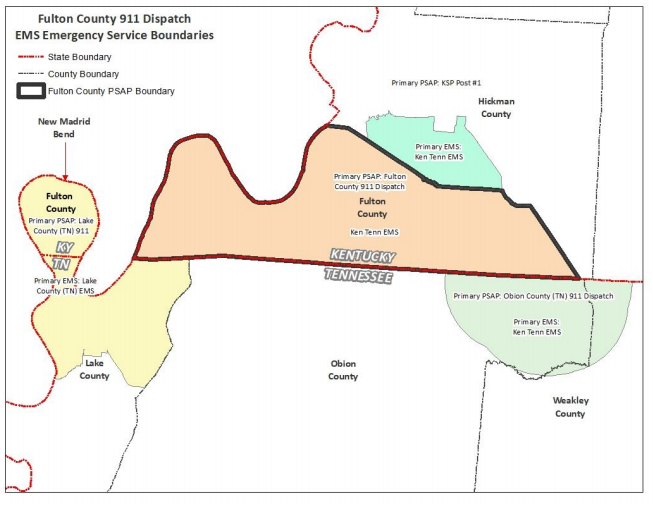 Fulton County 911 Dispatch
EMS Emergency Service Boundaries
State Boundary
County Boundary
Fulton County PSAP Boundary
Primary PSAP: KSP Post #1
Hickman
County
New Madrid
Bend
Primary EMS:
Ken Tenn EMS
Primary PSAP: Fulton
County 911 Dispatch
Fulton
County
Ken Tenn EMS
Fulton
County
Primary PSAP: Lake
County (TN) 911
KY
TN
Primary EMS: Lake
County (TN) EMS
KENTUCKY
TENNESSEE
Primary PSAP: Obion County (TN) 911 Dispatch
Primary EMS:
Ken Tenn EMS
Lake
County
Obion
County
Weakley
County